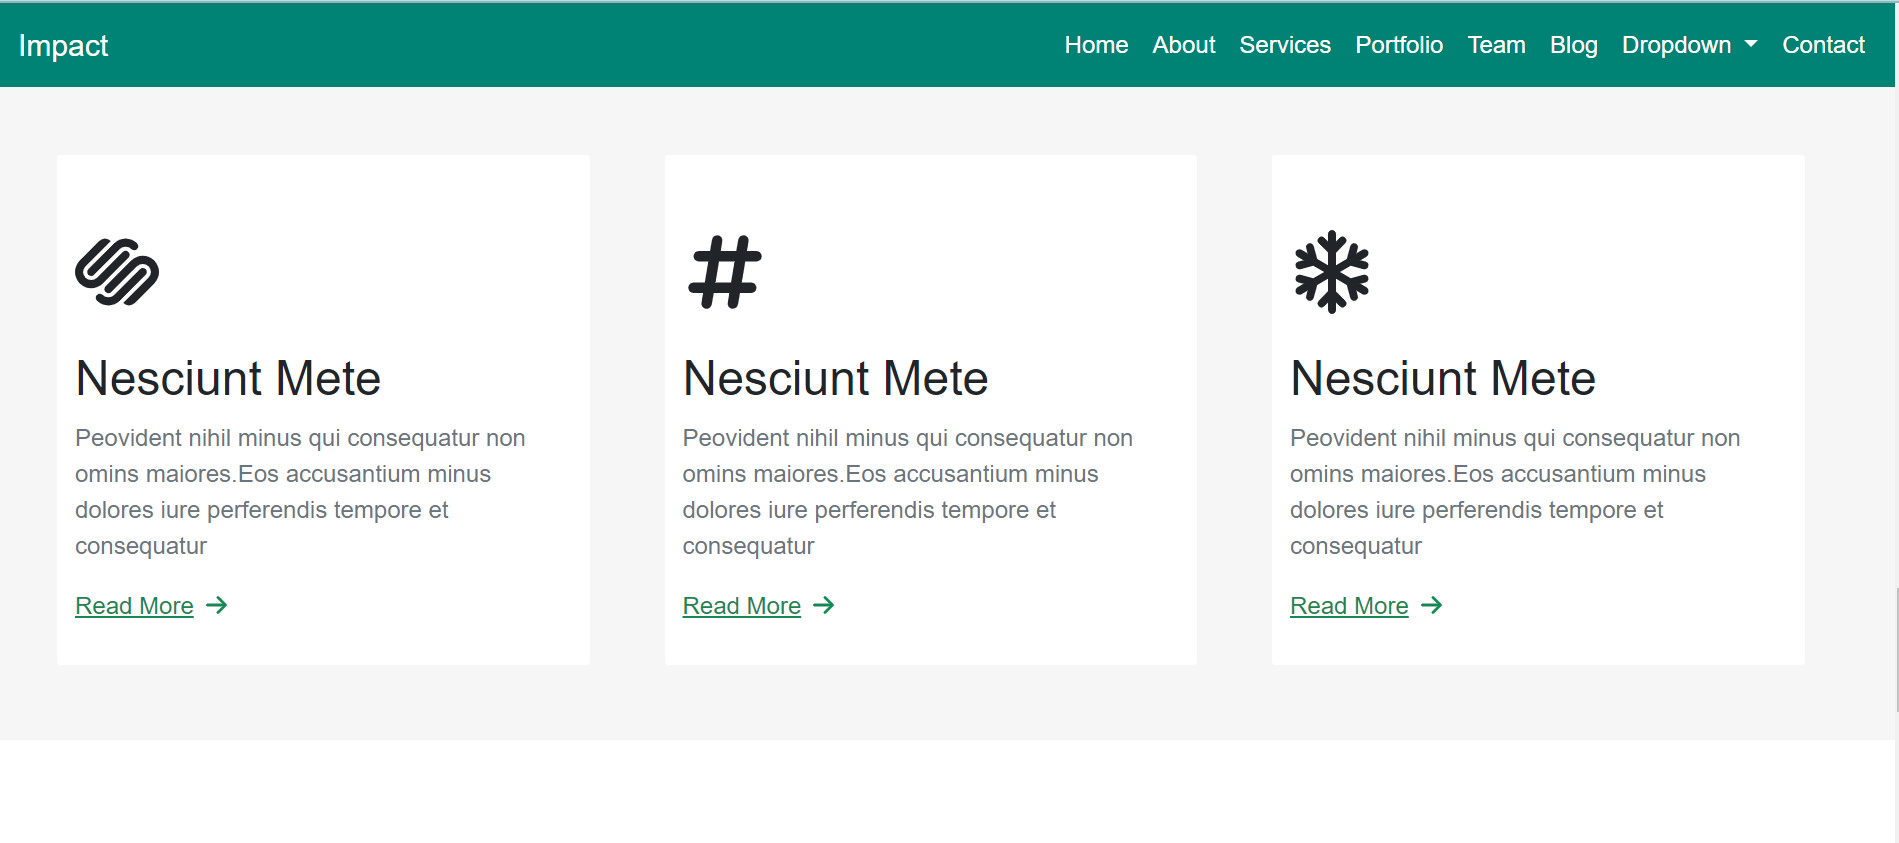 Impact
Home About Services Portfolio Team Blog Dropdown Contact
Nesciunt Mete
Peovident nihil minus qui consequatur non
omins maiores.Eos accusantium minus
dolores iure perferendis tempore et
consequatur
Read More
Nesciunt Mete
Peovident nihil minus qui consequatur non
omins maiores.Eos accusantium minus
dolores iure perferendis tempore et
consequatur
Read More
Nesciunt Mete
Peovident nihil minus qui consequatur non
omins maiores.Eos accusantium minus
dolores iure perferendis tempore et
consequatur
Read More